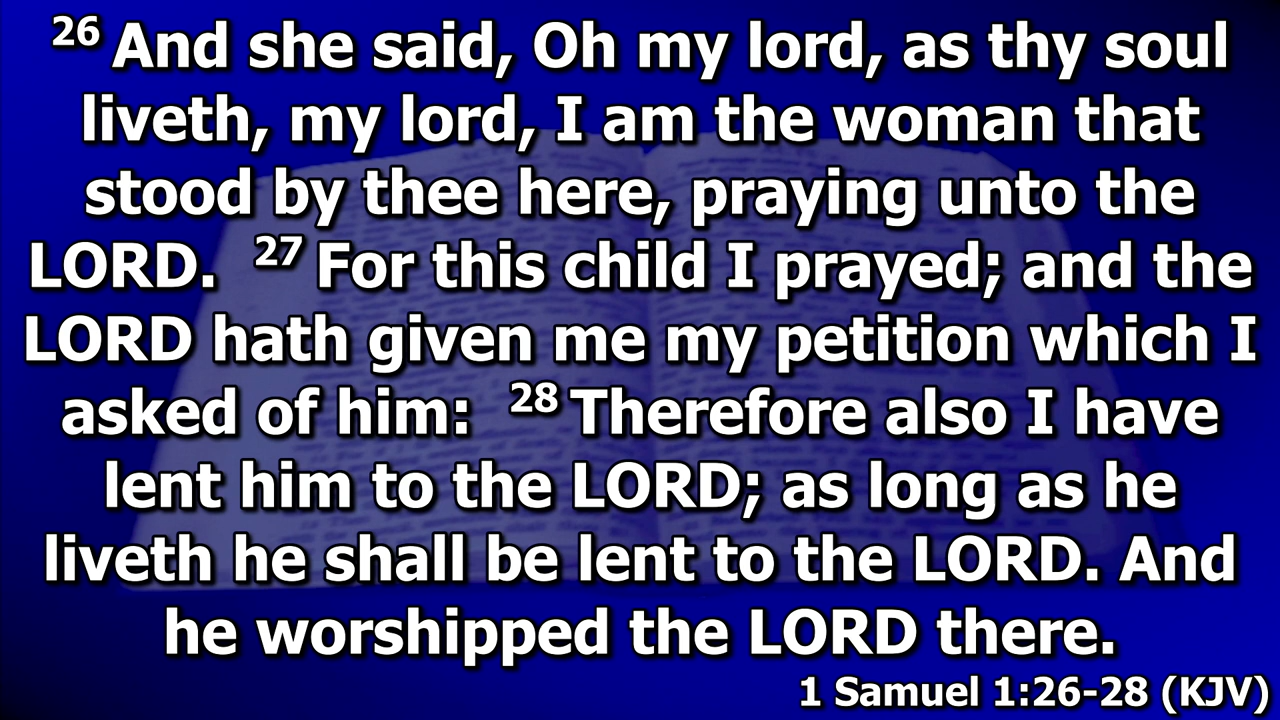 26 And she said, Oh my lord, as thy soul
liveth, my lord, I am the woman that
stood by thee here, praying unto the
LORD. 27 For this child I prayed; and the
LORD hath given me my petition which I
asked of him: 28 Therefore also I have
lent him to the LORD; as long as he
liveth he shall be lent to the LORD. And
he worshipped the LORD there.
1 Samuel 1:26-28 (KJV)